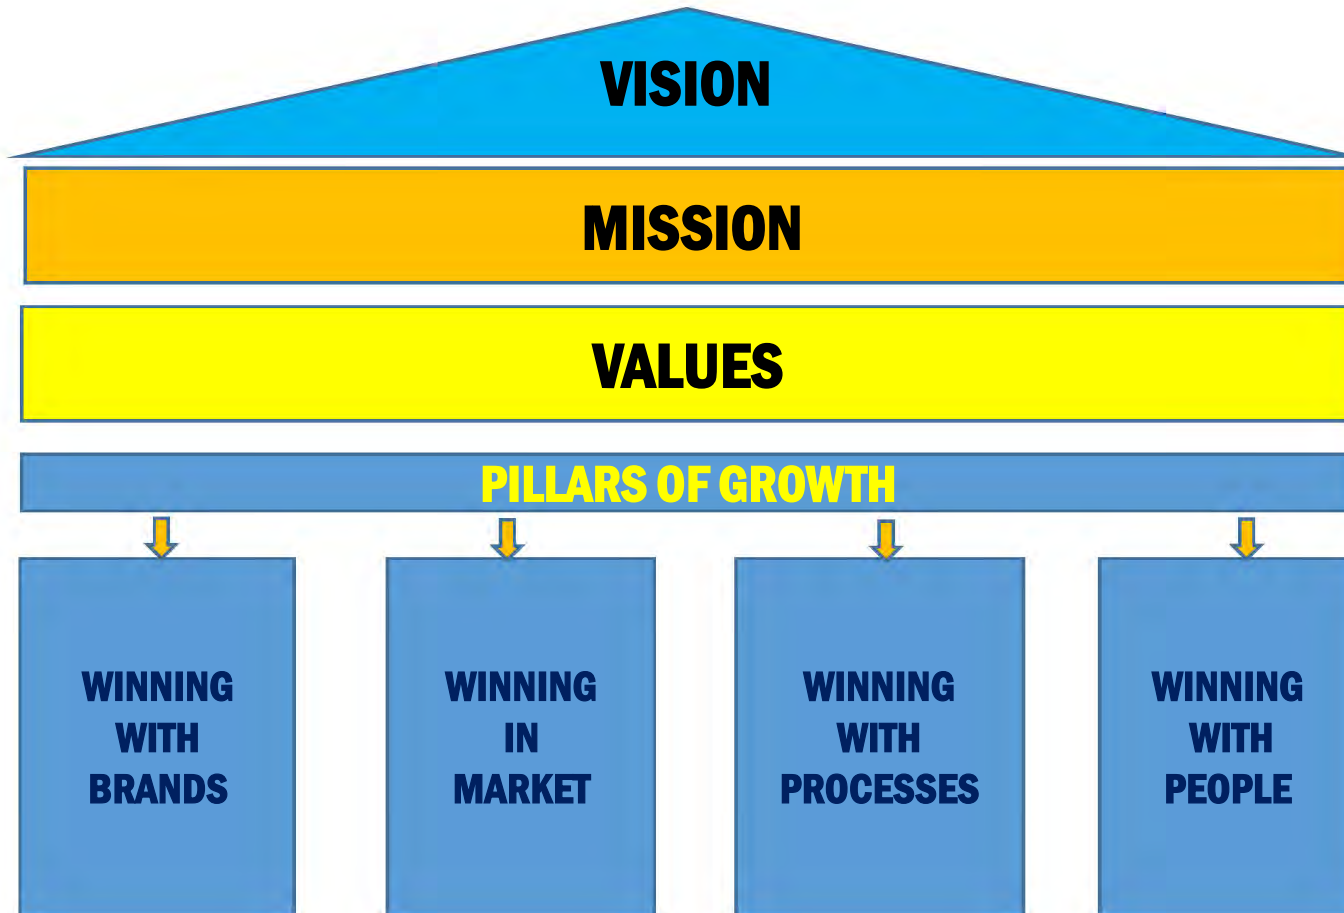 VISION
MISSION
VALUES
PILLARS OF GROWTH
WINNING
WITH
BRANDS
WINNING
IN
MARKET
WINNING
WITH
PROCESSES
WINNING
WITH
PEOPLE